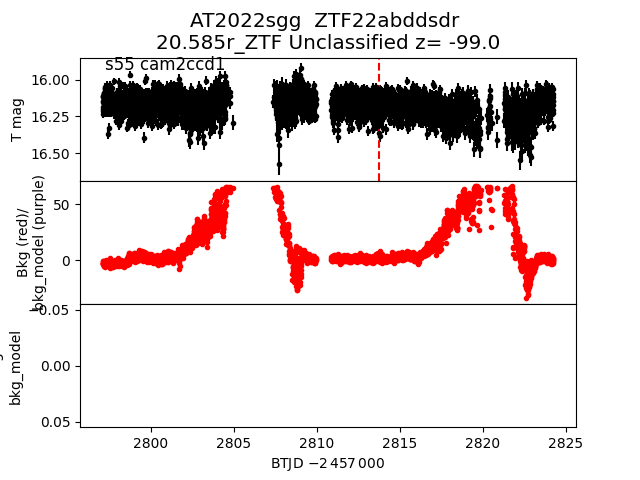 AT2022sgg  ZTF22abddsdr
20.585r_ZTF Unclassified z= -99.0
s55 cam2ccd1
16.00
16.25
16.50
T mag
50
0
Bkg (red)/
bkg_model (purple)
0.05
0.00
0.05
bkg_model
2800
2805
2810
2815
2820
2825
BTJD −2 457 000